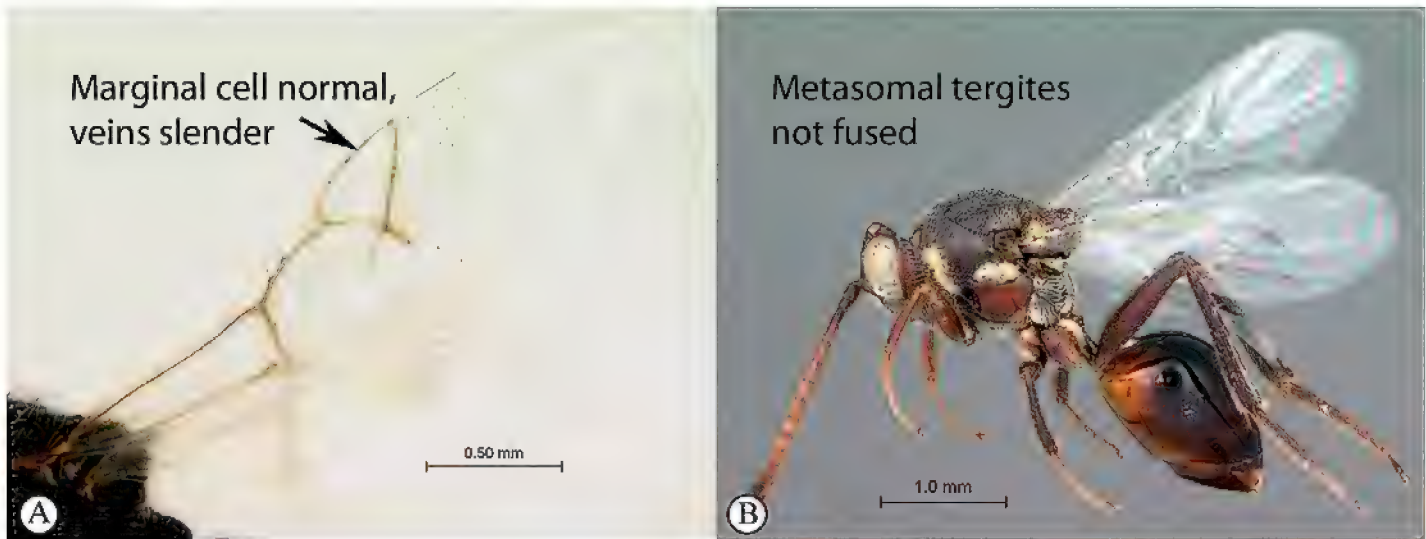 Marginal cell normal,
veins slender
0.50 mm
A
Metasomal tergites
not fused
1.0 mm
B